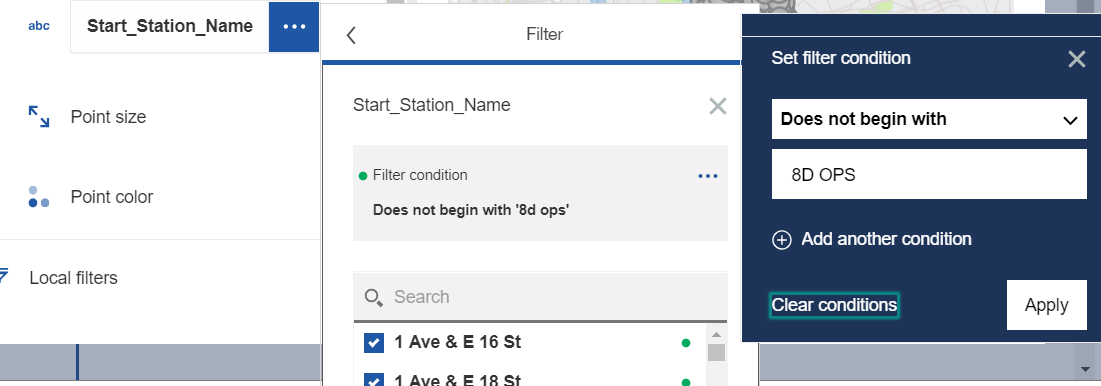 abc
Start_Station_Name
Point size
Point color
Local filters
Filter
Start_Station_Name
Filter condition
Does not begin with '8d ops'
Search
1 Ave & E 16 St
1 Ave & E 18 St
Set filter condition
Does not begin with
8D OPS
Add another condition
Clear conditions
Apply